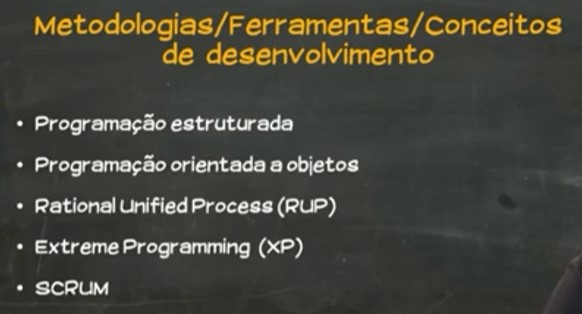 Metodologias/Ferramentas/Conceitos
de desenvolvimento
• Programação estruturada
• Programação orientada a objetos
• Rational Unified Process (RUP)
• Extreme Programming (XP)
• SCRUM